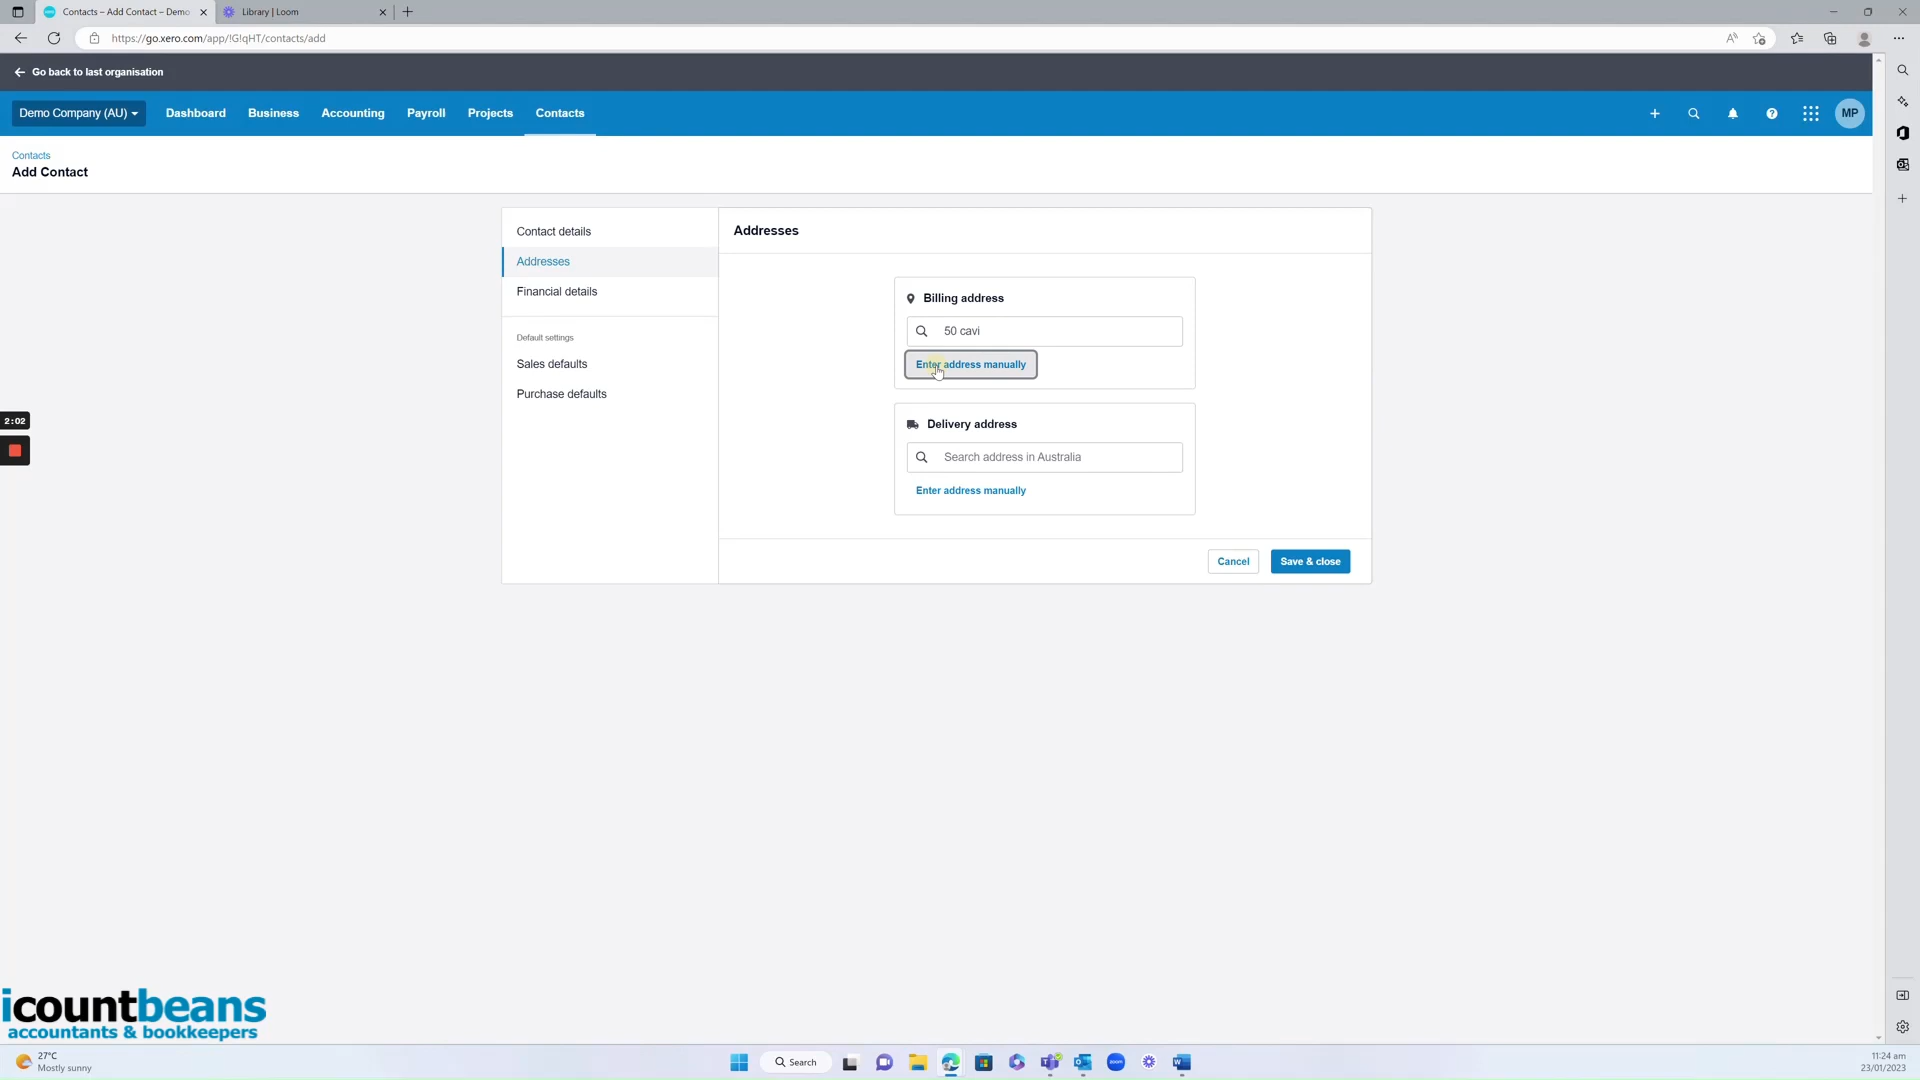 Contacts – Add Contact – Demo
Library | Loom
https://go.xero.com/app/!G!qHT/contacts/add
Go back to last organisation
Demo Company (AU)
Dashboard
Business
Accounting
Payroll
Projects
Contacts
MP
Contacts
Add Contact
Contact details
Addresses
Financial details
Default settings
Sales defaults
Purchase defaults
Addresses
Billing address
50 cavi
Enter address manually
Delivery address
Search address in Australia
Enter address manually
Cancel
Save & close
2:02
icountbeans
accountants & bookkeepers
27°C
Mostly sunny
Search
zoom
11:24 am
23/01/2023